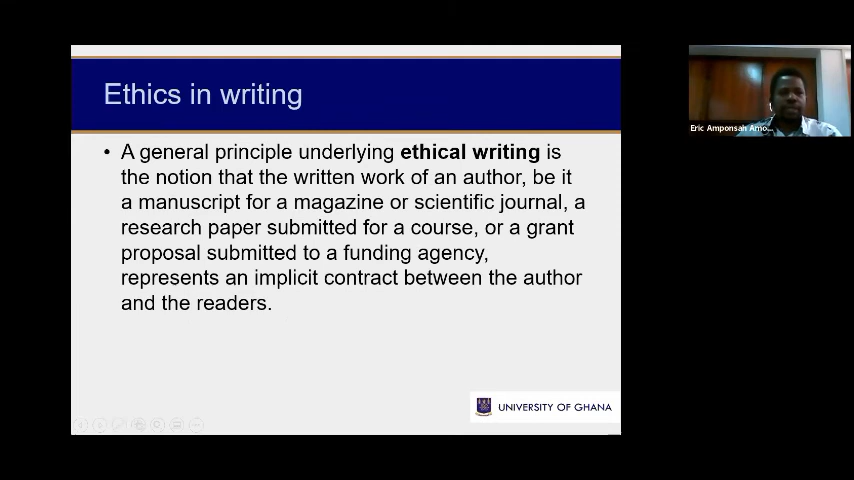 Ethics in writing
• A general principle underlying ethical writing is
the notion that the written work of an author, be it
a manuscript for a magazine or scientific journal, a
research paper submitted for a course, or a grant
proposal submitted to a funding agency,
represents an implicit contract between the author
and the readers.
UNIVERSITY OF GHANA
Eric Amponsah Amo...